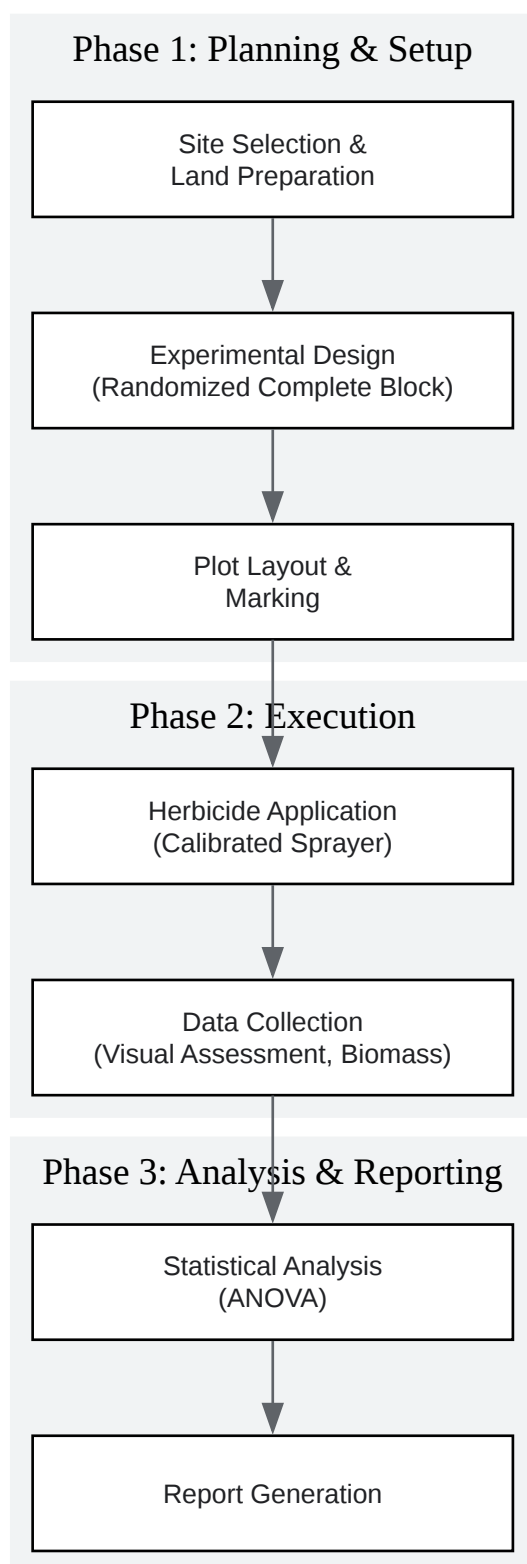 Phase 1: Planning & Setup
Site Selection &
Land Preparation
Experimental Design
(Randomized Complete Block)
Plot Layout &
Marking
Phase 2: Execution
Herbicide Application
(Calibrated Sprayer)
Data Collection
(Visual Assessment, Biomass)
Phase 3: Analysis & Reporting
Statistical Analysis
(ANOVA)
Report Generation